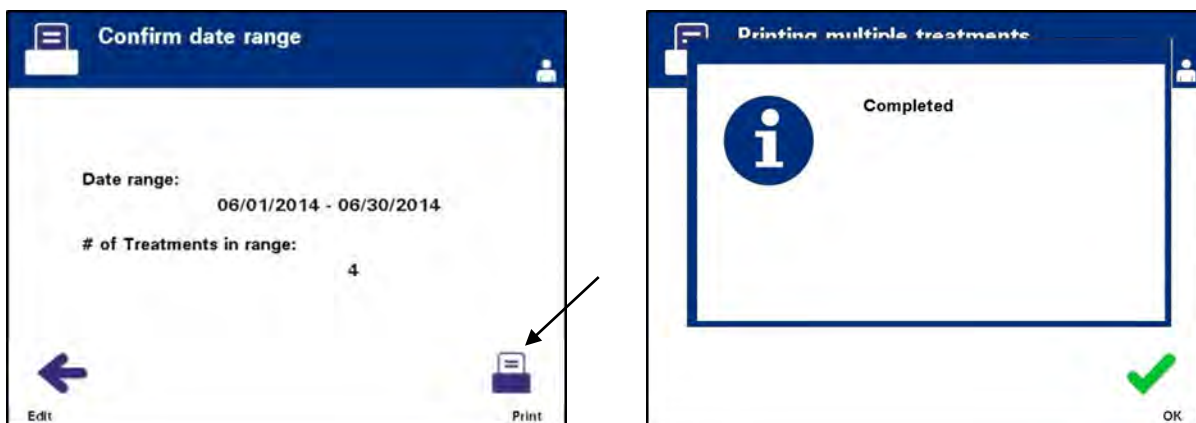 Confirm date range
Date range:
06/01/2014 - 06/30/2014
# of Treatments in range:
4
Edit
Print
Printing multiple treatments
Completed
OK